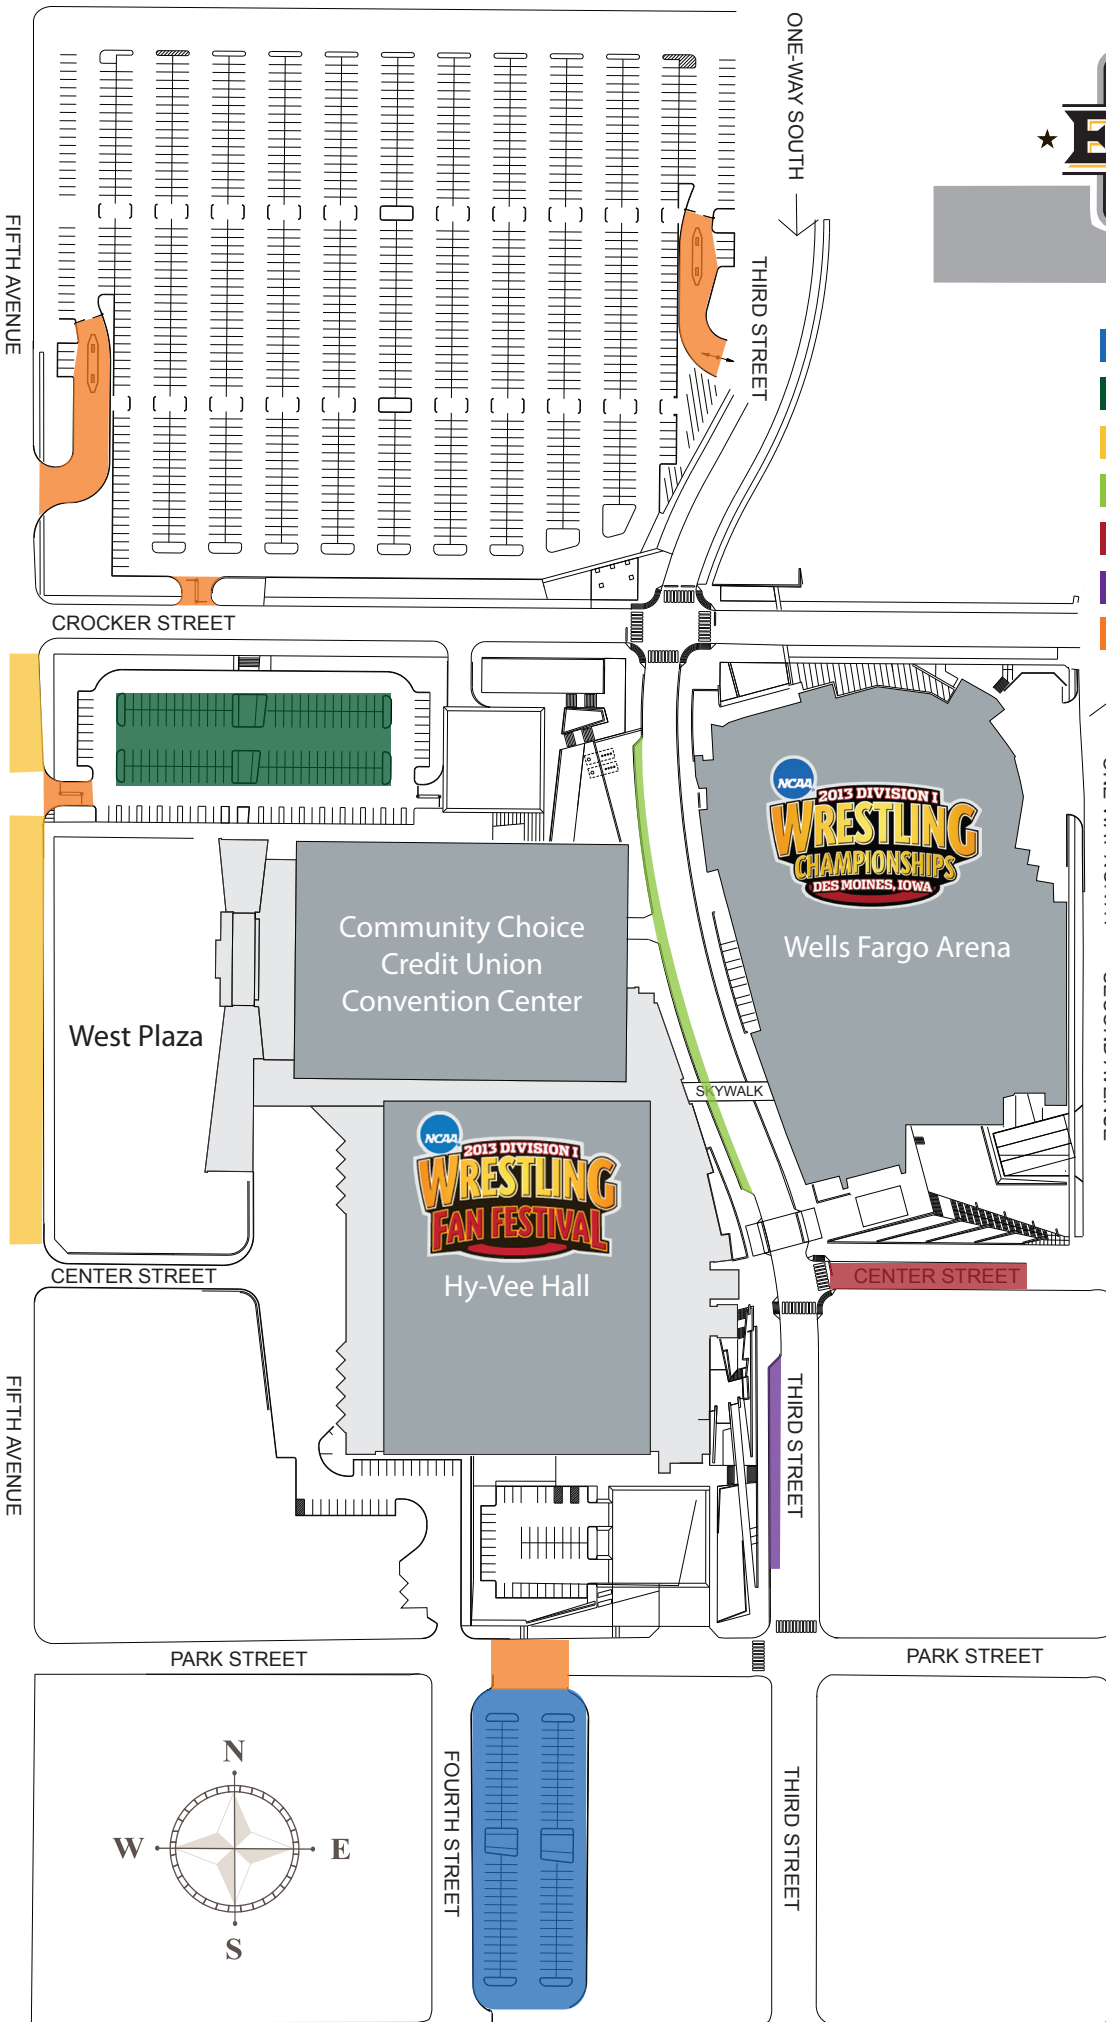 ONE-WAY SOUTH
E
FIFTH AVENUE
THIRD STREET
CROCKER STREET
NCAA
2013 DIVISION I
WRESTLING
CHAMPIONSHIPS
DES MOINES, IOWA
Wells Fargo Arena
Community Choice
Credit Union
Convention Center
West Plaza
SKYWALK
NCAA
2013 DIVISION I
WRESTLING
FAN FESTIVAL
Hy-Vee Hall
CENTER STREET
CENTER STREET
FIFTH AVENUE
THIRD STREET
PARK STREET
PARK STREET
N
W
E
S
FOURTH STREET
THIRD STREET